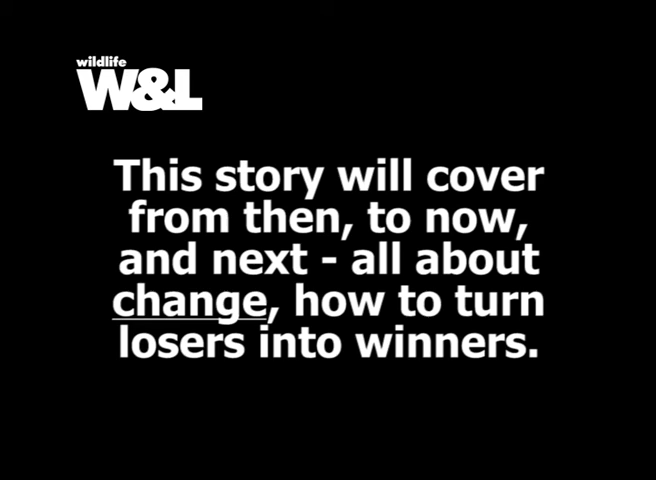 wildlife
W&L
This story will cover
from then, to now,
and next - all about
change, how to turn
losers into winners.